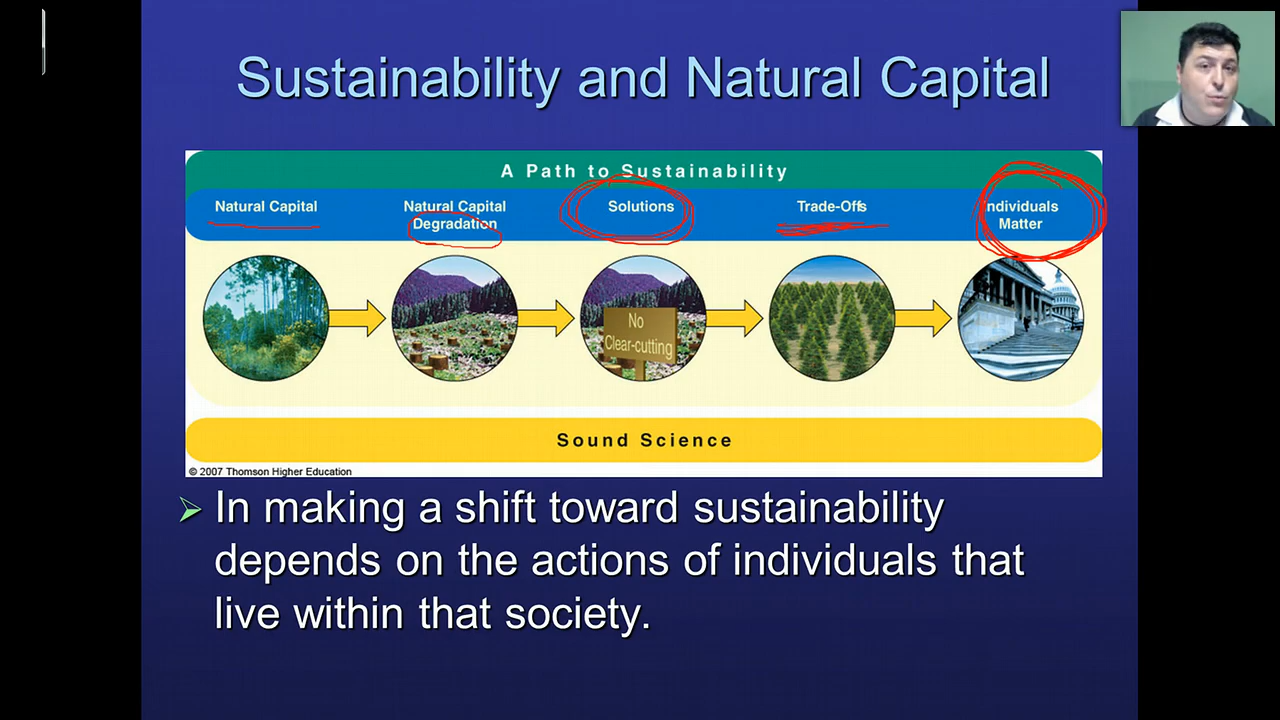 Sustainability and Natural Capital
A Path to Sustainability
Natural Capital
Natural Capital
Degradation
Solutions
Trade-Offs
Individuals
Matter
No
Clear-cutting
Sound Science
© 2007 Thomson Higher Education
In making a shift toward sustainability
depends on the actions of individuals that
live within that society.